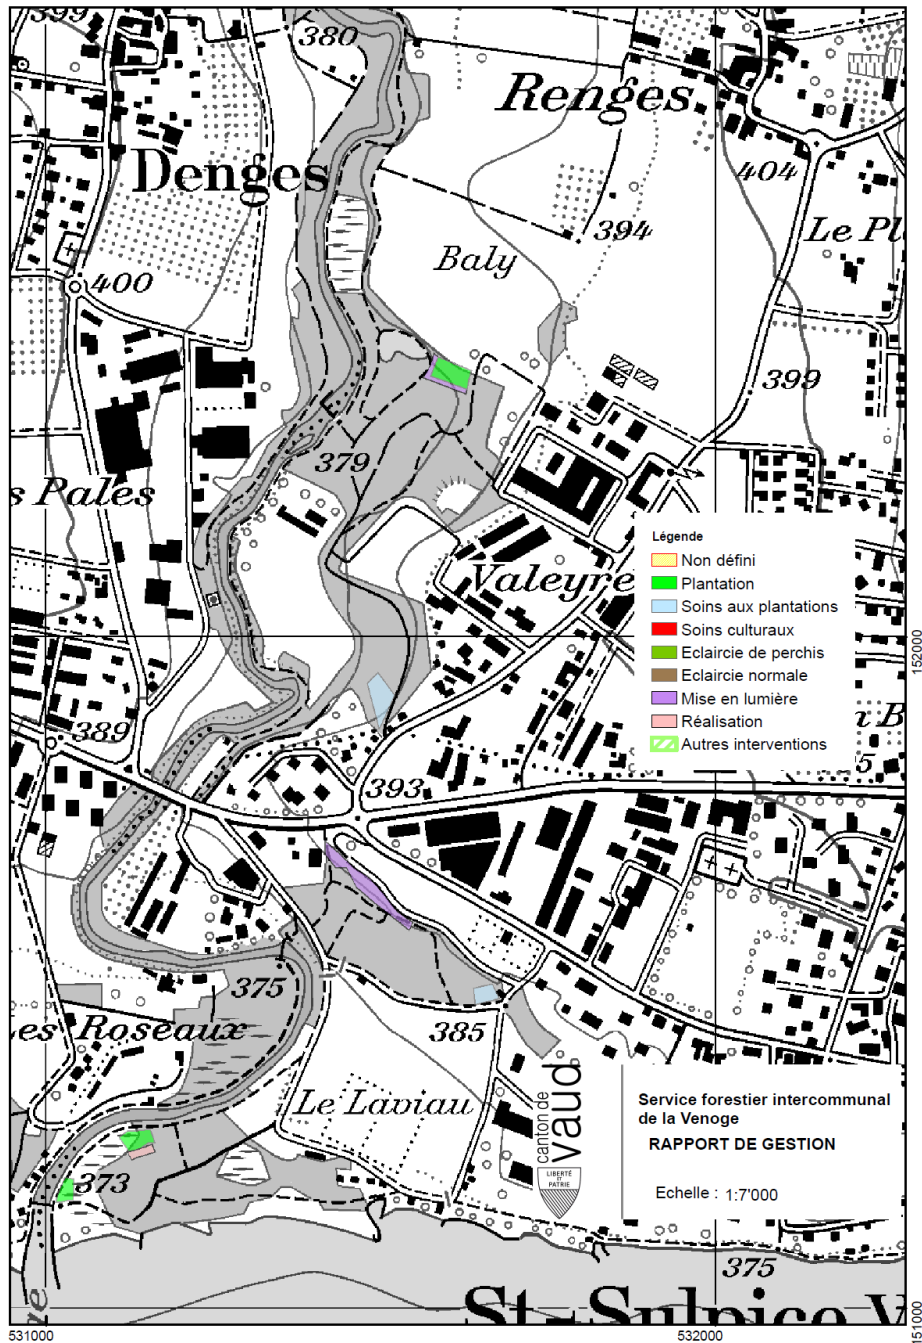 399
380
Renges
Denges
404
394
Le Pl
Baly
400
399
379
s Pales
Légende
Non défini
Plantation
Soins aux plantations
Soins culturaux
Eclaircie de perchis
Eclaircie normale
Mise en lumière
Réalisation
Autres interventions
Valeyre
152000
389
393
375
385
es Roseaux
Le Laviau
canton de
vaud
LIBERTÉ
ET
PATRIE
Service forestier intercommunal
de la Venoge
RAPPORT DE GESTION
Echelle : 1:7'000
373
375
St-Sulpice V
ue
531000
532000
151000